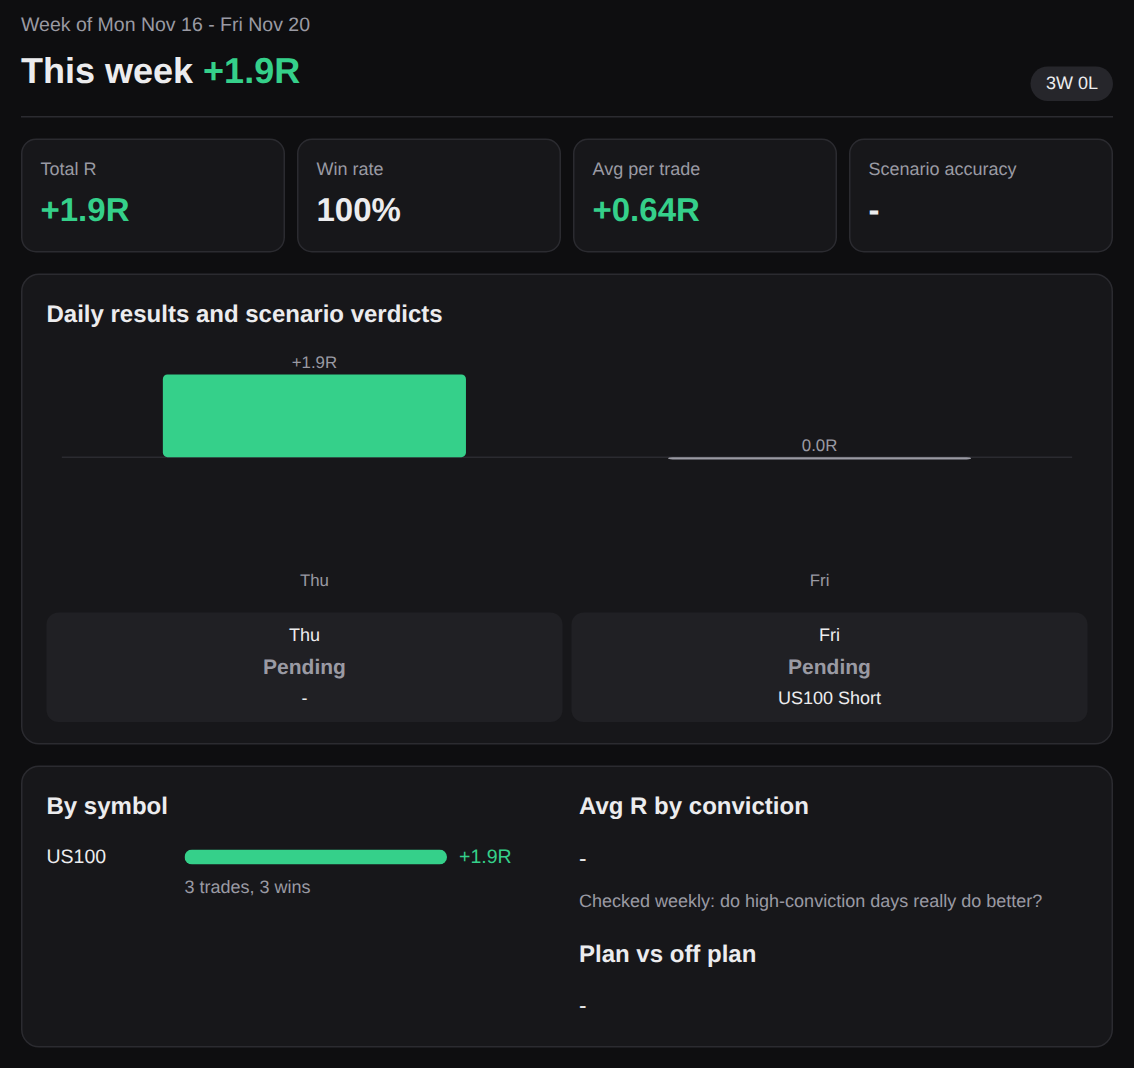 Week of Mon Nov 16 - Fri Nov 20
This week +1.9R
3W 0L
Total R
+1.9R
Win rate
100%
Avg per trade
+0.64R
Scenario accuracy
-
Daily results and scenario verdicts
+1.9R
0.0R
Thu
Fri
Thu
Pending
-
Fri
Pending
US100 Short
By symbol
US100
+1.9R
3 trades, 3 wins
Avg R by conviction
-
Checked weekly: do high-conviction days really do better?
Plan vs off plan
-